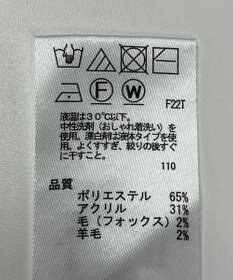 F W F22T
液温は30℃以下。
中性洗剤(おしゃれ着洗い)を
使用。漂白剤は液体タイプを使
用。よくすすぎ、絞りの後すぐ
に干すこと。
110
品質
ポリエステル 65%
アクリル 31%
毛(フォックス) 2%
羊毛 2%